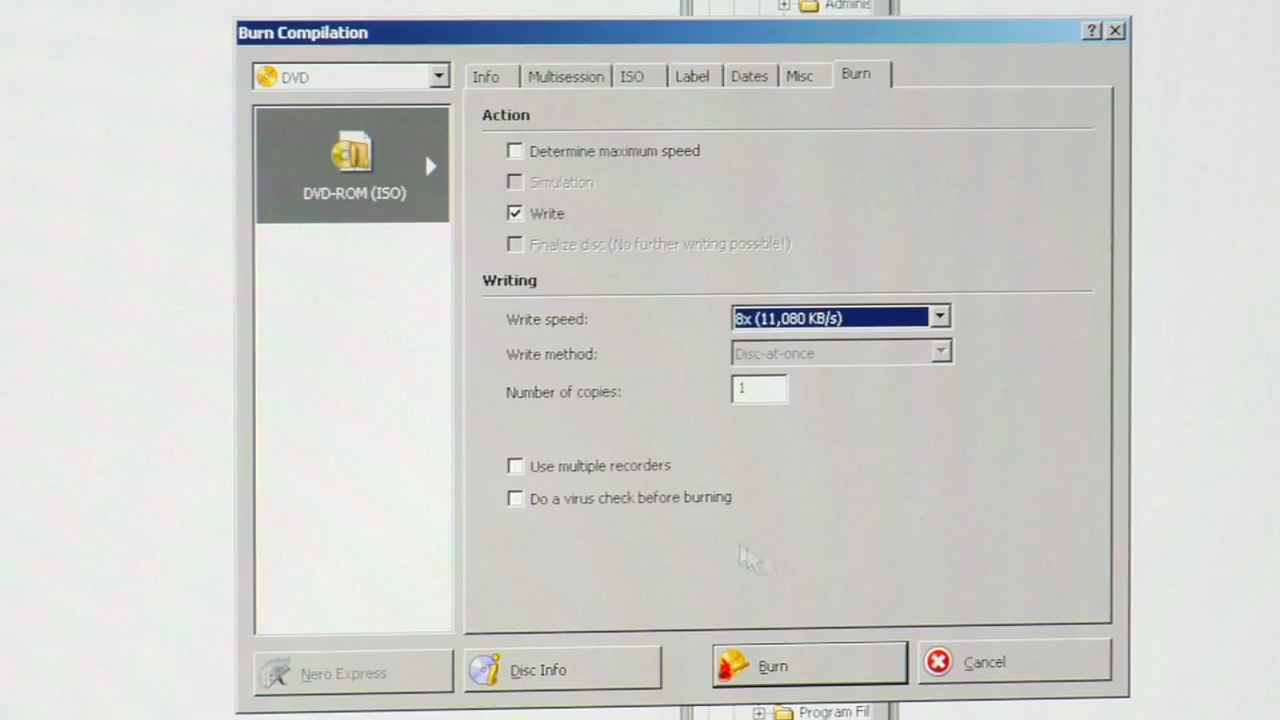 Adminis
Burn Compilation
DVD
Info Multisession ISO Label Dates Misc Burn
DVD-ROM (ISO)
Action
Determine maximum speed
Simulation
Write
Finalize disc (No further writing possible!)
Writing
Write speed: 8x (11,080 KB/s)
Write method: Disc-at-once
Number of copies: 1
Use multiple recorders
Do a virus check before burning
Nero Express Disc Info Burn Cancel
Program Fil